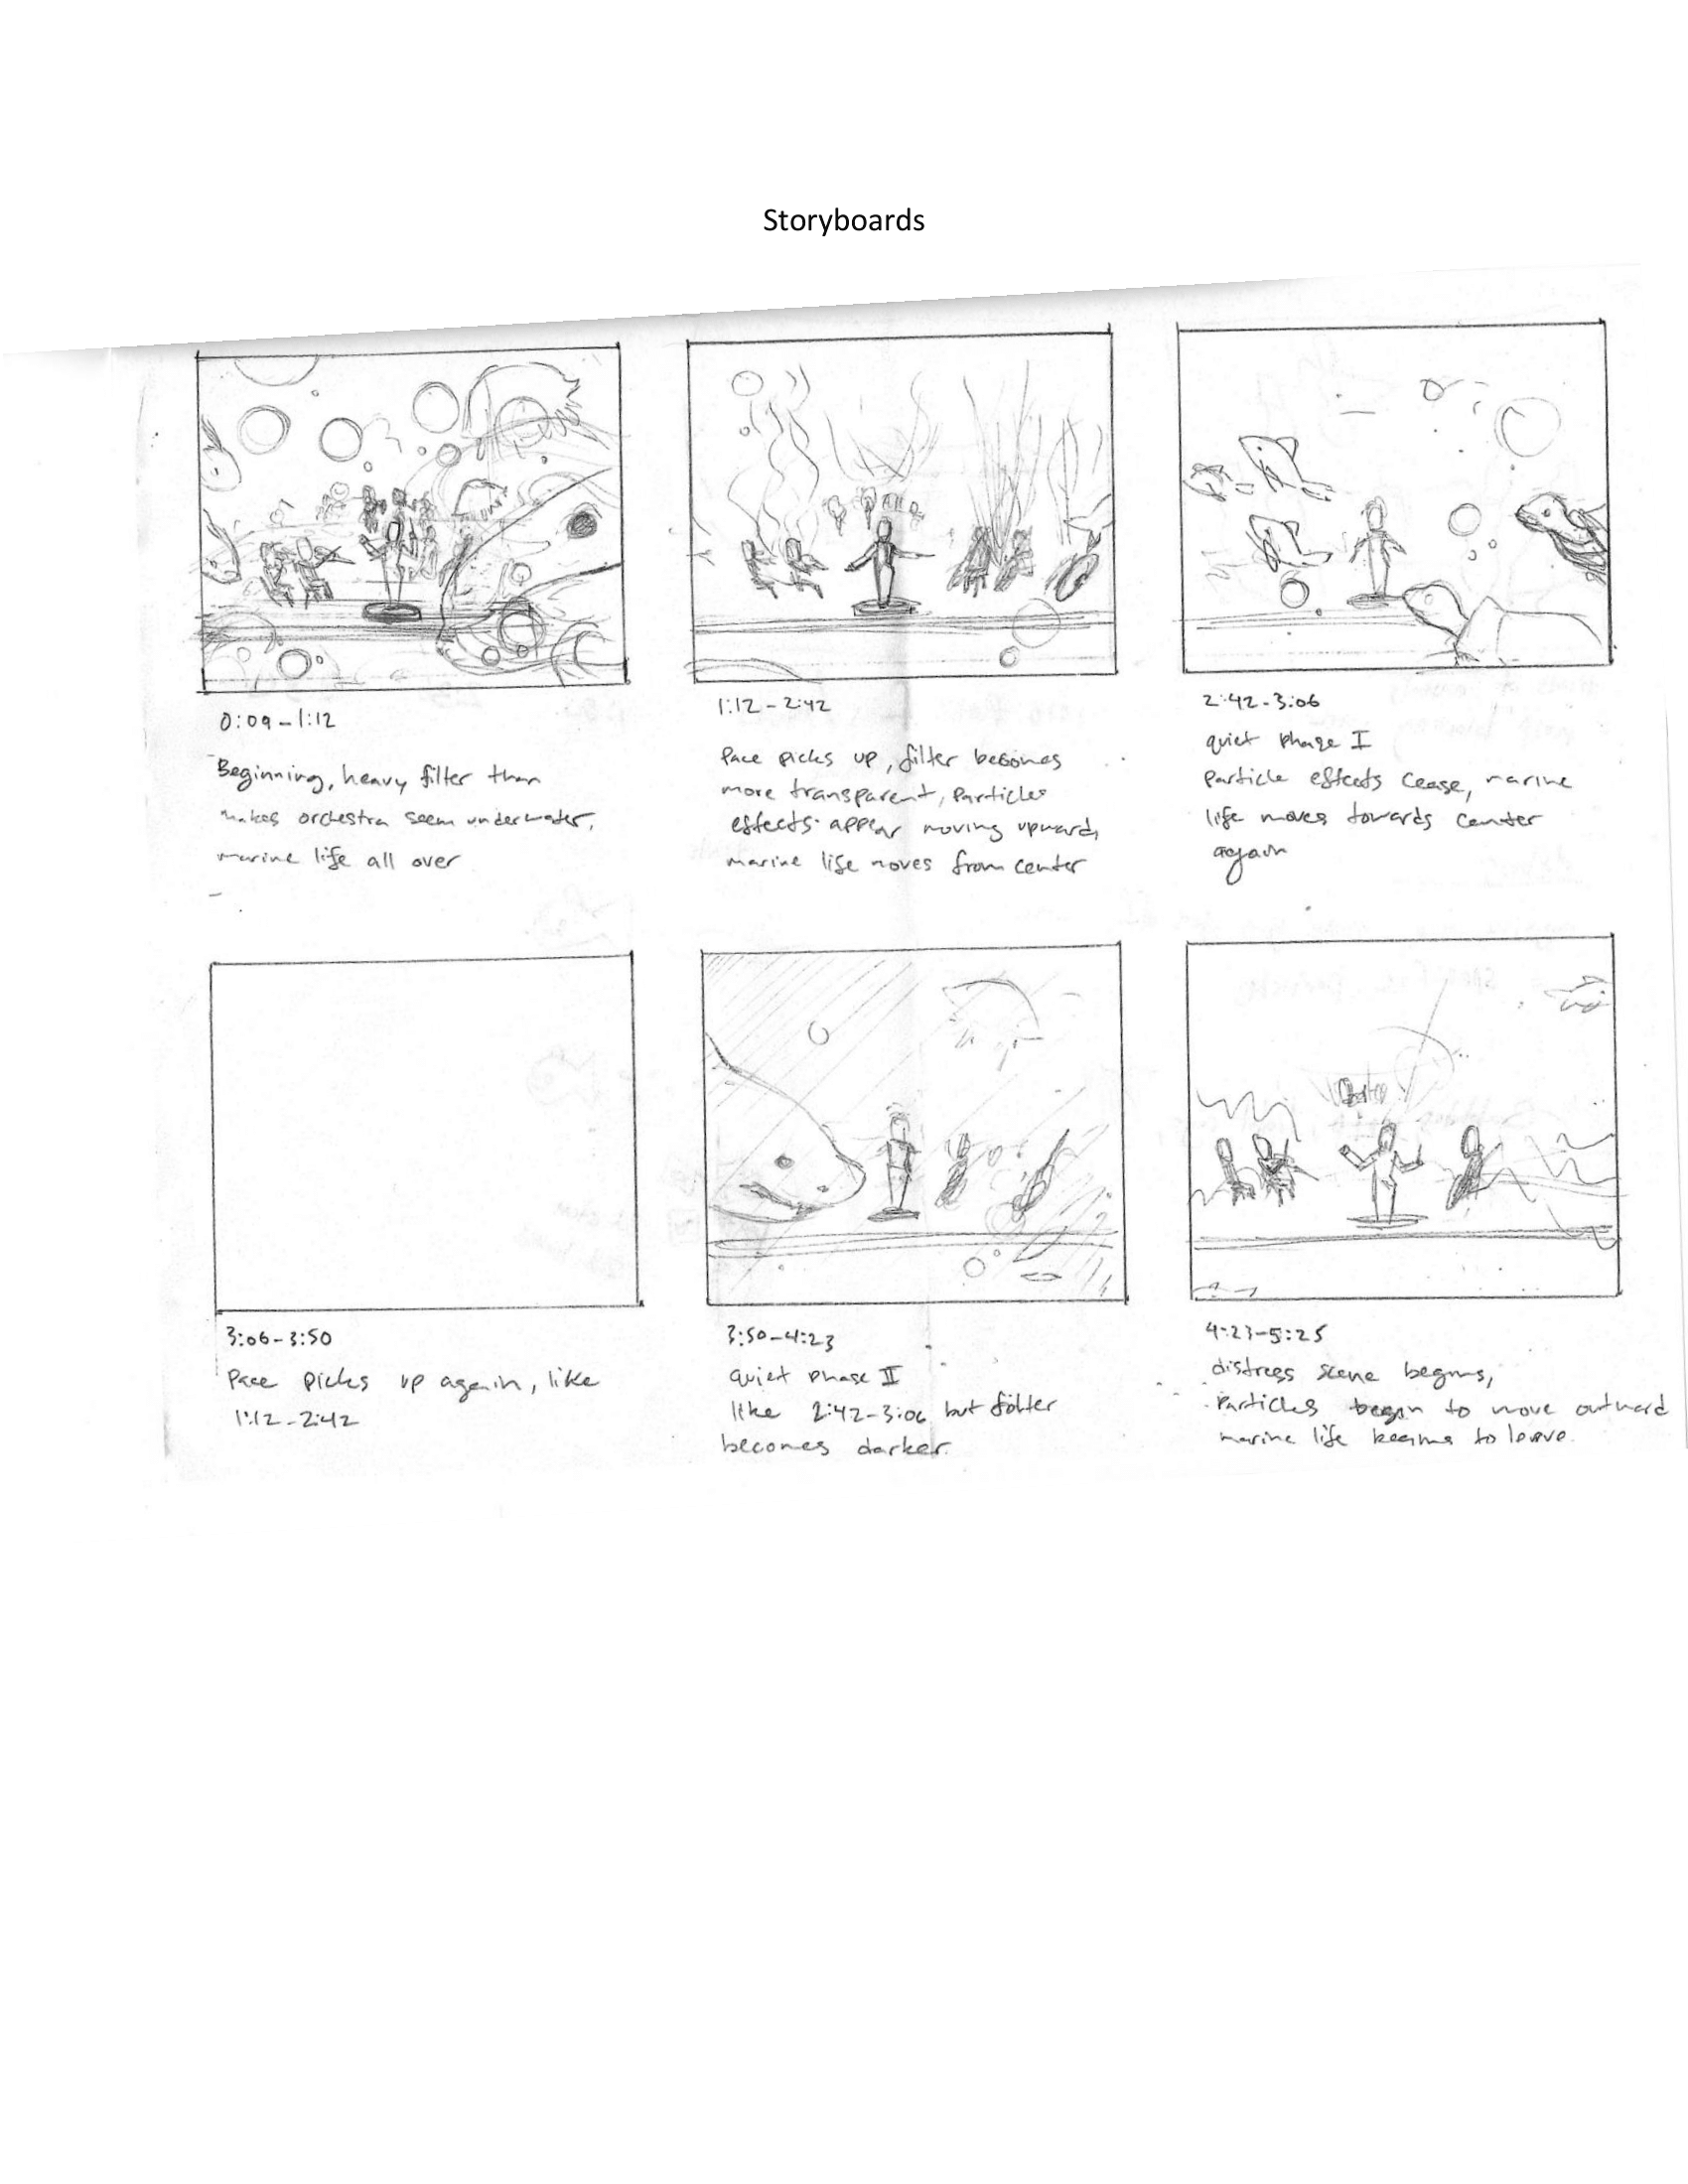 Storyboards
0:09-1:12
Beginning, heavy filter than
makes orchestra seem underwater,
marine life all over
1:12-2:42
Pace picks up, filter becomes
more transparent, particles
effects appear moving upward,
marine life moves from center
2:42-3:06
quiet phase I
Particle effects cease, marine
life moves towards center
again
3:06-3:50
Pace picks up again, like
1:12-2:42
3:50-4:23
quiet phase II
like 2:42-3:06 but filter
becomes darker.
4:23-5:25
distress scene begins,
Particles began to move outward
marine life begins to leave.